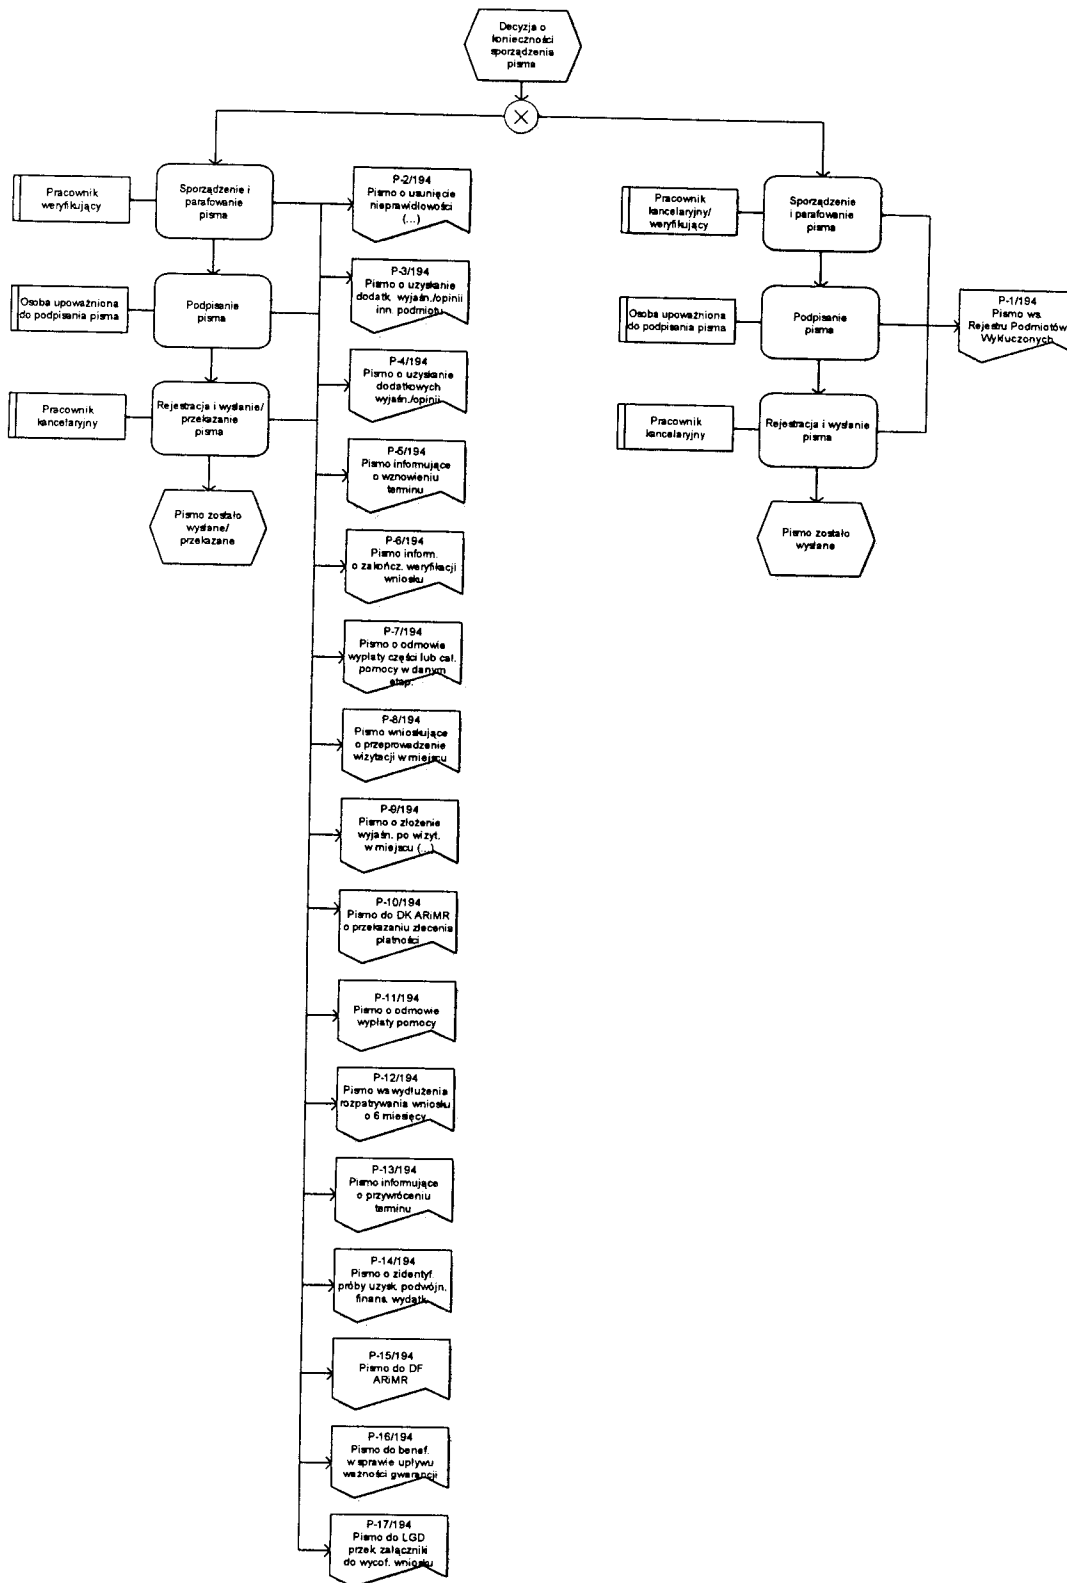 Decyzja o
konieczności
sporządzenia
pisma
Pracownik
weryfikujący
Sporządzenie i
parafowanie
pisma
Osoba upoważniona
do podpisania pisma
Podpisanie
pisma
Pracownik
kancelaryjny
Rejestracja i wysłanie/
przekazanie
pisma
Pismo zostało
wysłane/
przekazane
P-2/194
Pismo o usunięcie
nieprawidłowości
(...)
P-3/194
Pismo o uzyskanie
dodatk. wyjaśn./opinii
inn. podmiotu
P-4/194
Pismo o uzyskanie
dodatkowych
wyjaśn./opinii
P-5/194
Pismo informujące
o wznowieniu
terminu
P-6/194
Pismo inform.
o zakończ. weryfikacji
wniosku
P-7/194
Pismo o odmowie
wypłaty części lub cał.
pomocy w danym
etap.
P-8/194
Pismo wnioskujące
o przeprowadzenie
wizytacji w miejscu
P-9/194
Pismo o złożenie
wyjaśn. po wizyt.
w miejscu (...)
P-10/194
Pismo do DK ARiMR
o przekazaniu zlecenia
płatności
P-11/194
Pismo o odmowie
wypłaty pomocy
P-12/194
Pismo ws wydłużenia
rozpatrywania wniosku
o 6 miesięcy
P-13/194
Pismo informujące
o przywróceniu
terminu
P-14/194
Pismo o zidentyf.
próby uzysk. podwójn.
finans. wydatk.
P-15/194
Pismo do DF
ARiMR
P-16/194
Pismo do benef.
w sprawie upływu
ważności gwarancji
P-17/194
Pismo do LGD
przek. załączniki
do wycof. wniosku
Pracownik
kancelaryjny/
weryfikujący
Sporządzenie
i parafowanie
pisma
Osoba upoważniona
do podpisania pisma
Podpisanie
pisma
Pracownik
kancelaryjny
Rejestracja i wysłanie
pisma
Pismo zostało
wysłane
P-1/194
Pismo ws.
Rejestru Podmiotów
Wykluczonych